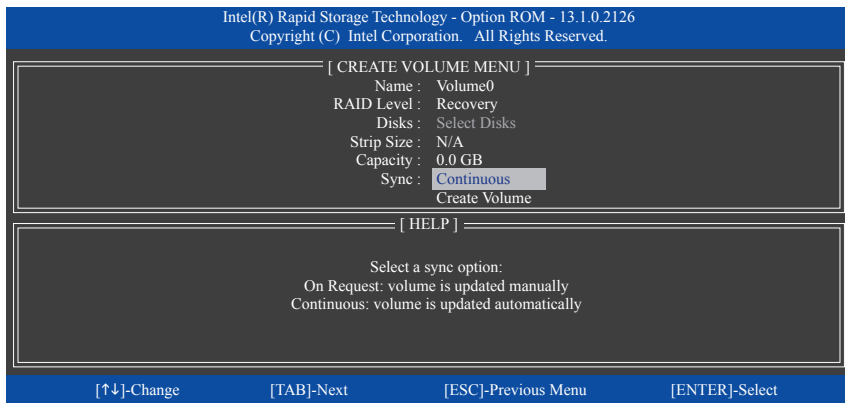 Intel(R) Rapid Storage Technology - Option ROM - 13.1.0.2126
Copyright (C) Intel Corporation. All Rights Reserved.
[ CREATE VOLUME MENU ]
Name : Volume0
RAID Level : Recovery
Disks : Select Disks
Strip Size : N/A
Capacity : 0.0 GB
Sync : Continuous
Create Volume
[ HELP ]
Select a sync option:
On Request: volume is updated manually
Continuous: volume is updated automatically
[↑↓]-Change [TAB]-Next [ESC]-Previous Menu [ENTER]-Select